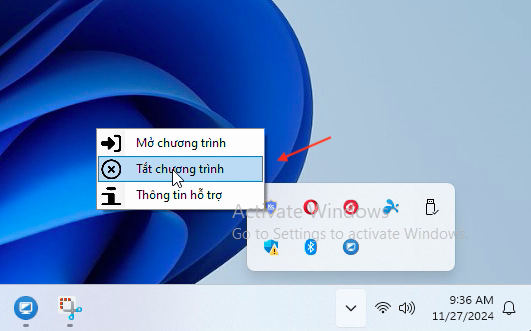 Mở chương trình
Tắt chương trình
Thông tin hỗ trợ
Activate Windows
Go to Settings to activate Windows.
9:36 AM
11/27/2024